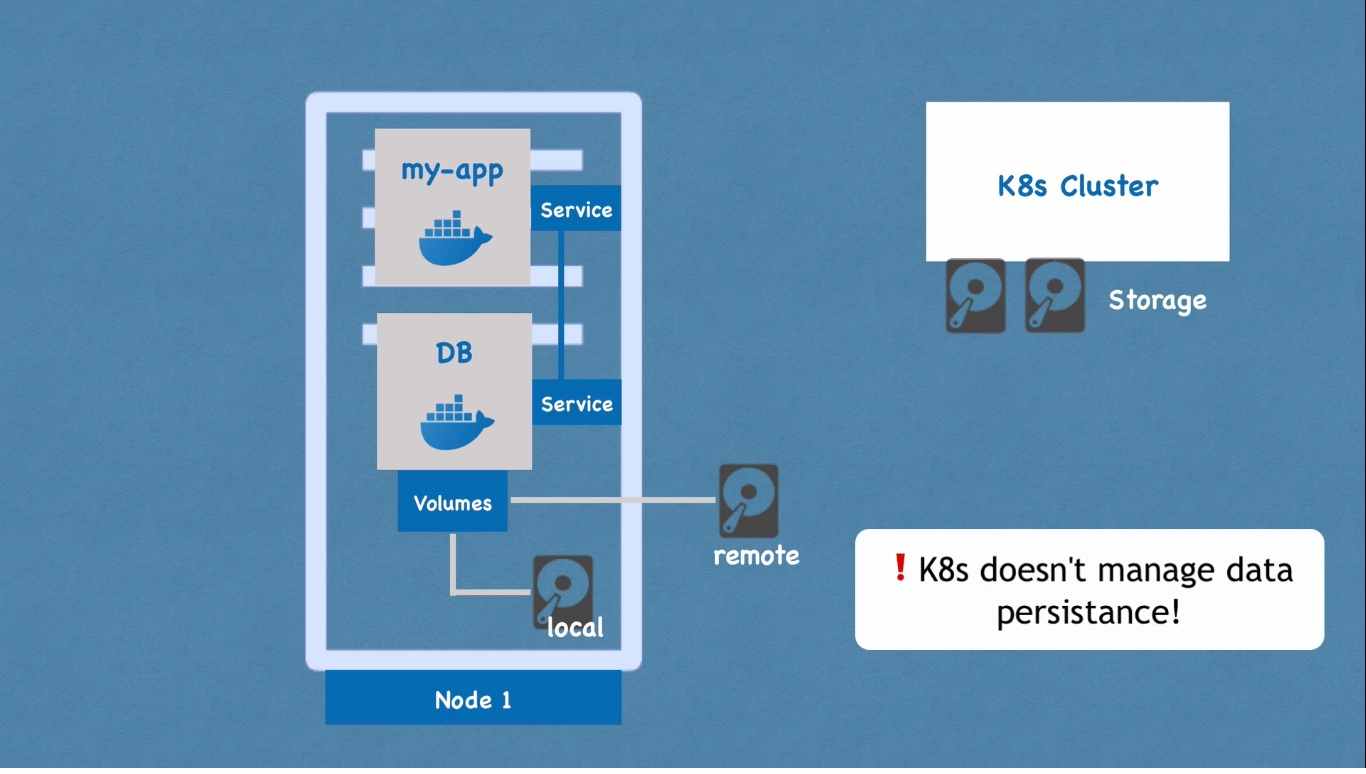 my-app
Service
DB
Service
Volumes
local
Node 1
remote
K8s Cluster
Storage
! K8s doesn't manage data
persistance!